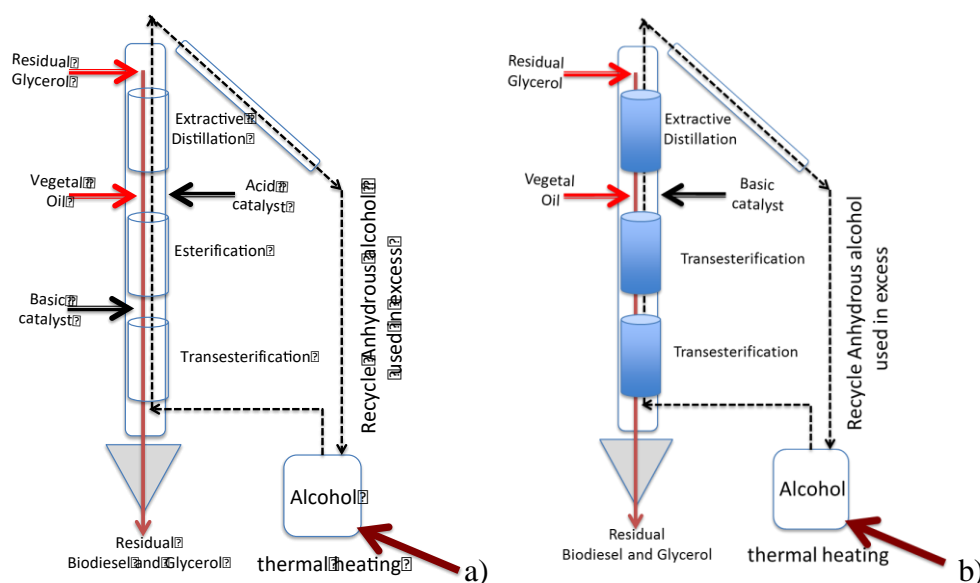 Residual
Glycerol
Extractive
Distillation
Vegetal
Oil
Acid
catalyst
Esterification
Basic
catalyst
Transesterification
Recycle Anhydrous alcohol
used in excess
Alcohol
Residual
Biodiesel and Glycerol
thermal heating
a)
Residual
Glycerol
Extractive
Distillation
Vegetal
Oil
Basic
catalyst
Transesterification
Transesterification
Recycle Anhydrous alcohol
used in excess
Alcohol
Residual
Biodiesel and Glycerol
thermal heating
b)